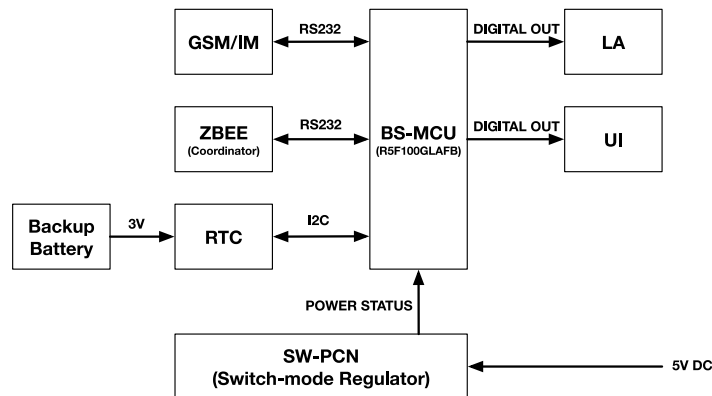 GSM/IM
RS232
DIGITAL OUT
LA
ZBEE
(Coordinator)
RS232
BS-MCU
(R5F100GLAFB)
DIGITAL OUT
UI
Backup
Battery
3V
RTC
I2C
POWER STATUS
SW-PCN
(Switch-mode Regulator)
5V DC